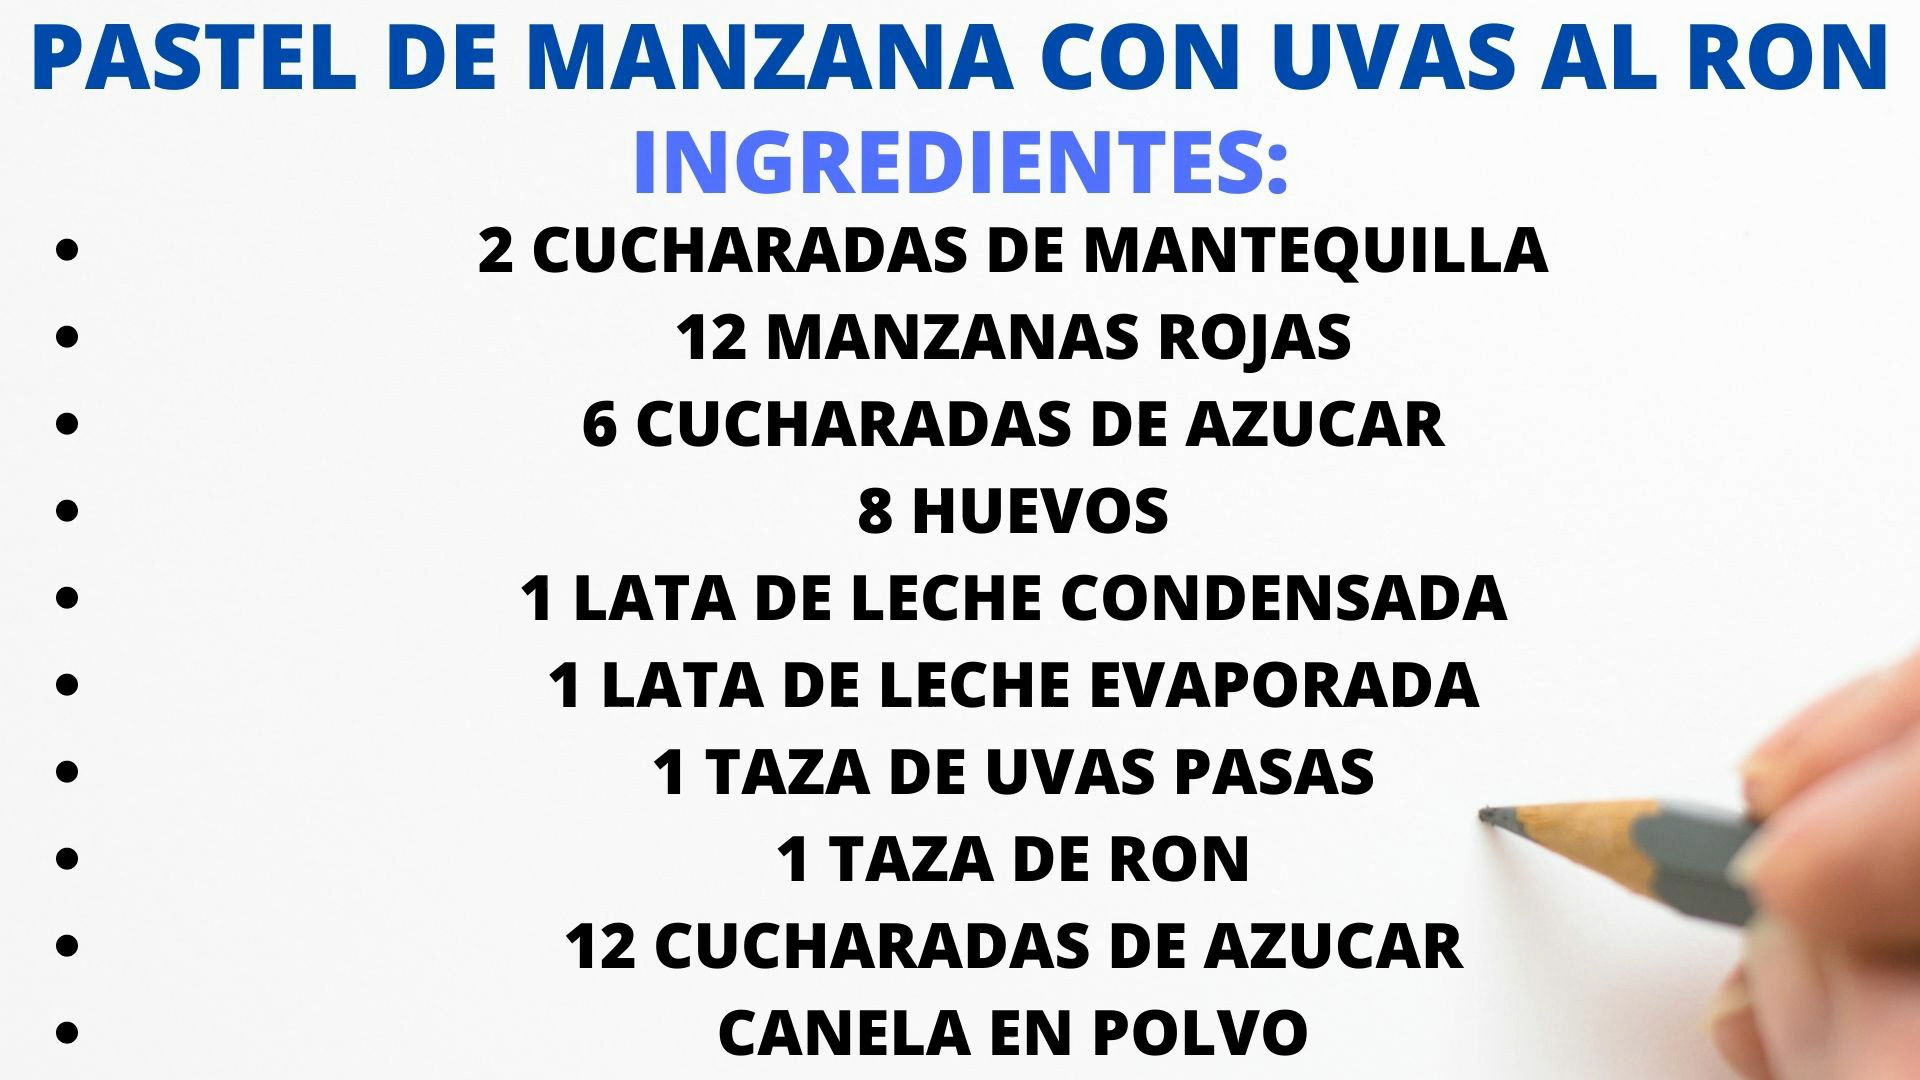 PASTEL DE MANZANA CON UVAS AL RON
INGREDIENTES:
• 2 CUCHARADAS DE MANTEQUILLA
• 12 MANZANAS ROJAS
• 6 CUCHARADAS DE AZUCAR
• 8 HUEVOS
• 1 LATA DE LECHE CONDENSADA
• 1 LATA DE LECHE EVAPORADA
• 1 TAZA DE UVAS PASAS
• 1 TAZA DE RON
• 12 CUCHARADAS DE AZUCAR
• CANELA EN POLVO